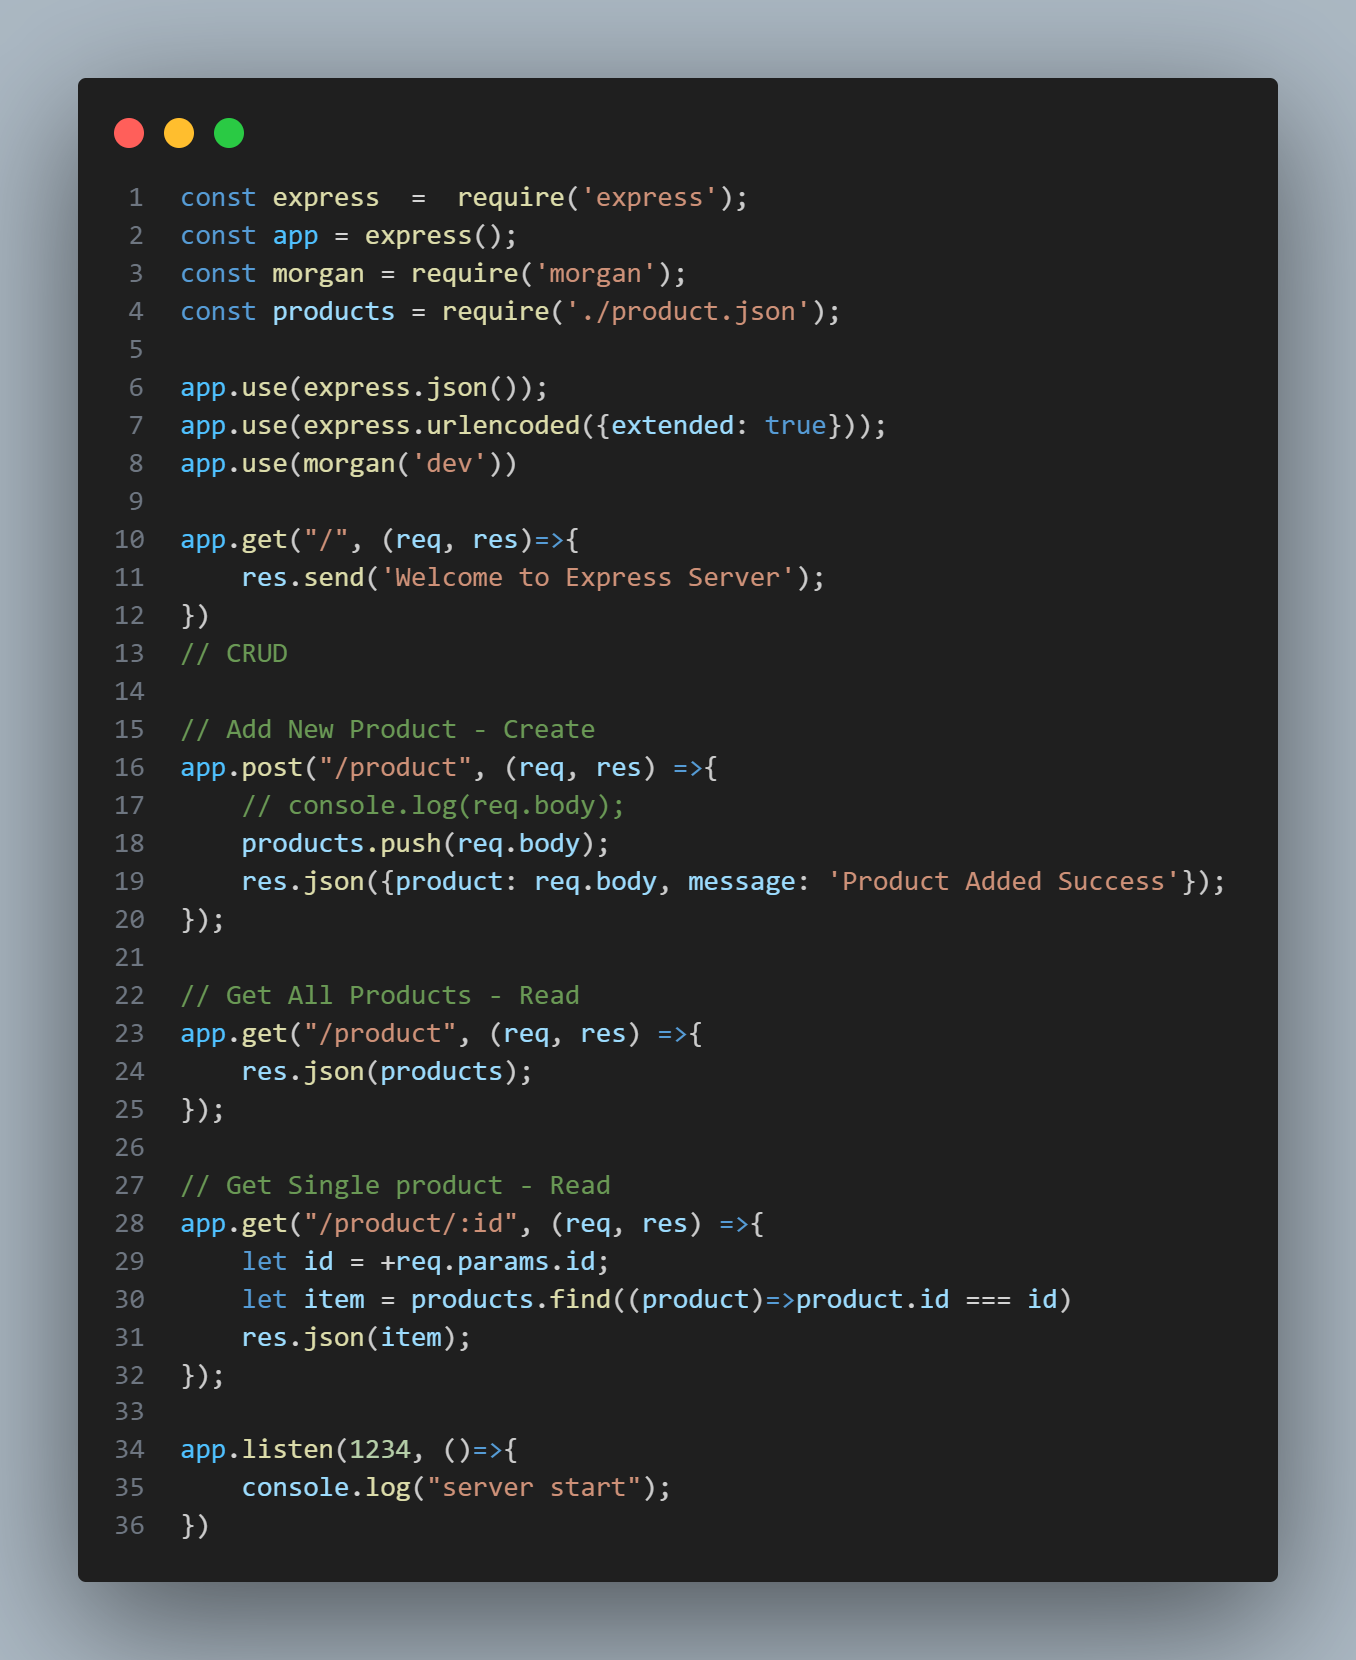 1 const express  =  require('express');
2 const app = express();
3 const morgan = require('morgan');
4 const products = require('./product.json');
5
6 app.use(express.json());
7 app.use(express.urlencoded({extended: true}));
8 app.use(morgan('dev'))
9
10 app.get("/", (req, res)=>{
11     res.send('Welcome to Express Server');
12 })
13 // CRUD
14
15 // Add New Product - Create
16 app.post("/product", (req, res) =>{
17     // console.log(req.body);
18     products.push(req.body);
19     res.json({product: req.body, message: 'Product Added Success'});
20 });
21
22 // Get All Products - Read
23 app.get("/product", (req, res) =>{
24     res.json(products);
25 });
26
27 // Get Single product - Read
28 app.get("/product/:id", (req, res) =>{
29     let id = +req.params.id;
30     let item = products.find((product)=>product.id === id)
31     res.json(item);
32 });
33
34 app.listen(1234, ()=>{
35     console.log("server start");
36 })